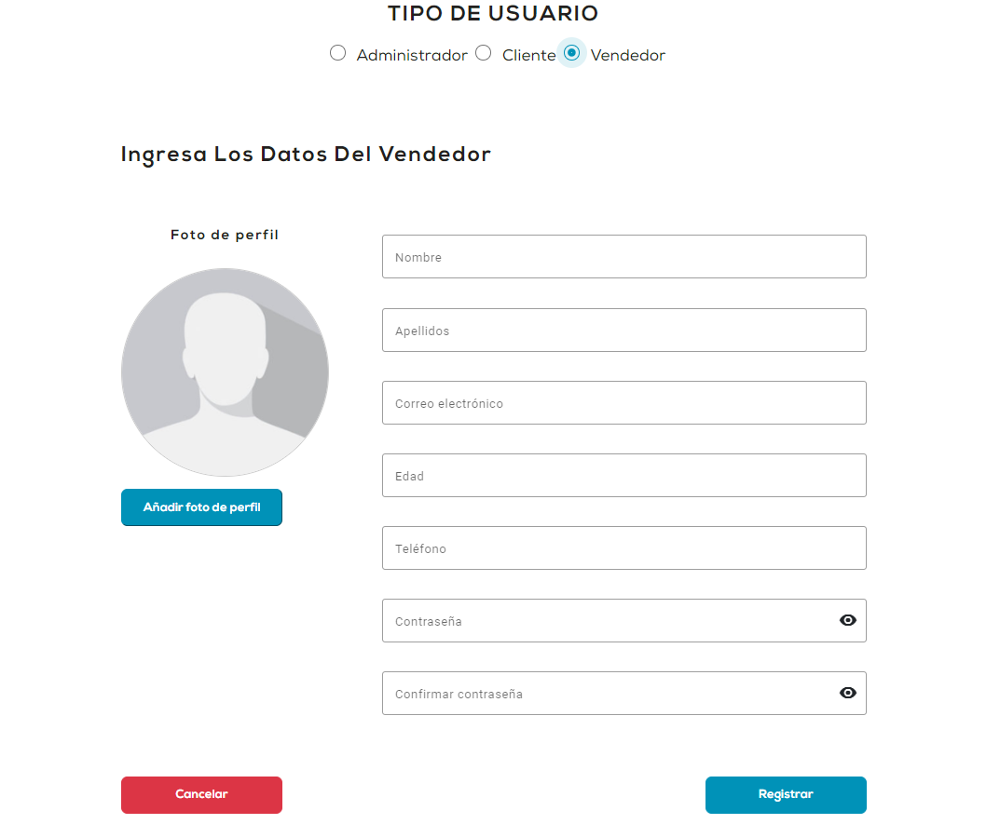 TIPO DE USUARIO
Administrador Cliente Vendedor
Ingresa Los Datos Del Vendedor
Foto de perfil
Añadir foto de perfil
Nombre
Apellidos
Correo electrónico
Edad
Teléfono
Contraseña
Confirmar contraseña
Cancelar
Registrar